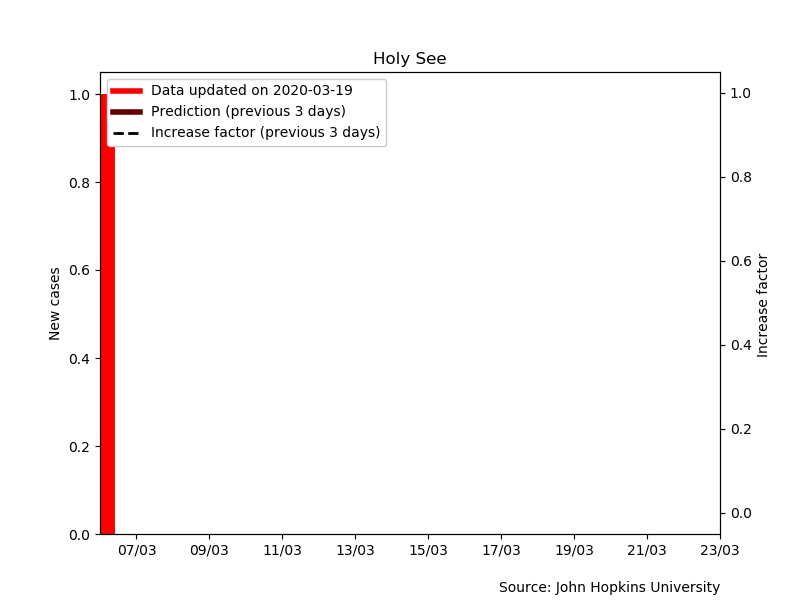 Holy See
Data updated on 2020-03-19
Prediction (previous 3 days)
Increase factor (previous 3 days)
New cases
1.0
0.8
0.6
0.4
0.2
0.0
1.0
0.8
0.6
0.4
0.2
0.0
Increase factor
07/03 09/03 11/03 13/03 15/03 17/03 19/03 21/03 23/03
Source: John Hopkins University